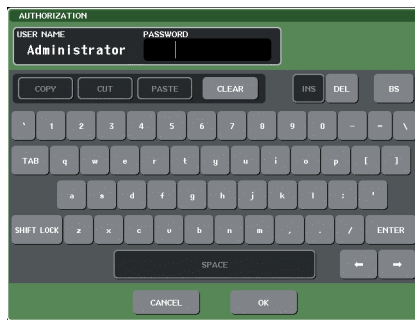 AUTHORIZATION
USER NAME PASSWORD
Administrator
COPY CUT PASTE CLEAR INS DEL BS
` 1 2 3 4 5 6 7 8 9 0 - = \
TAB q w e r t y u i o p [ ]
a s d f g h j k l ; '
SHIFT LOCK z x c v b n m , . / ENTER
SPACE ← →
CANCEL OK